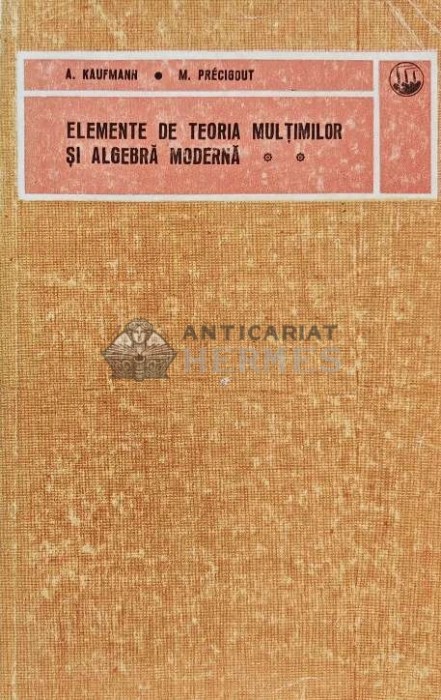 A. KAUFMANN • M. PRÉCIGOUT
ELEMENTE DE TEORIA MULȚIMILOR
ȘI ALGEBRĂ MODERNĂ
ANTICARIAT
HERMES